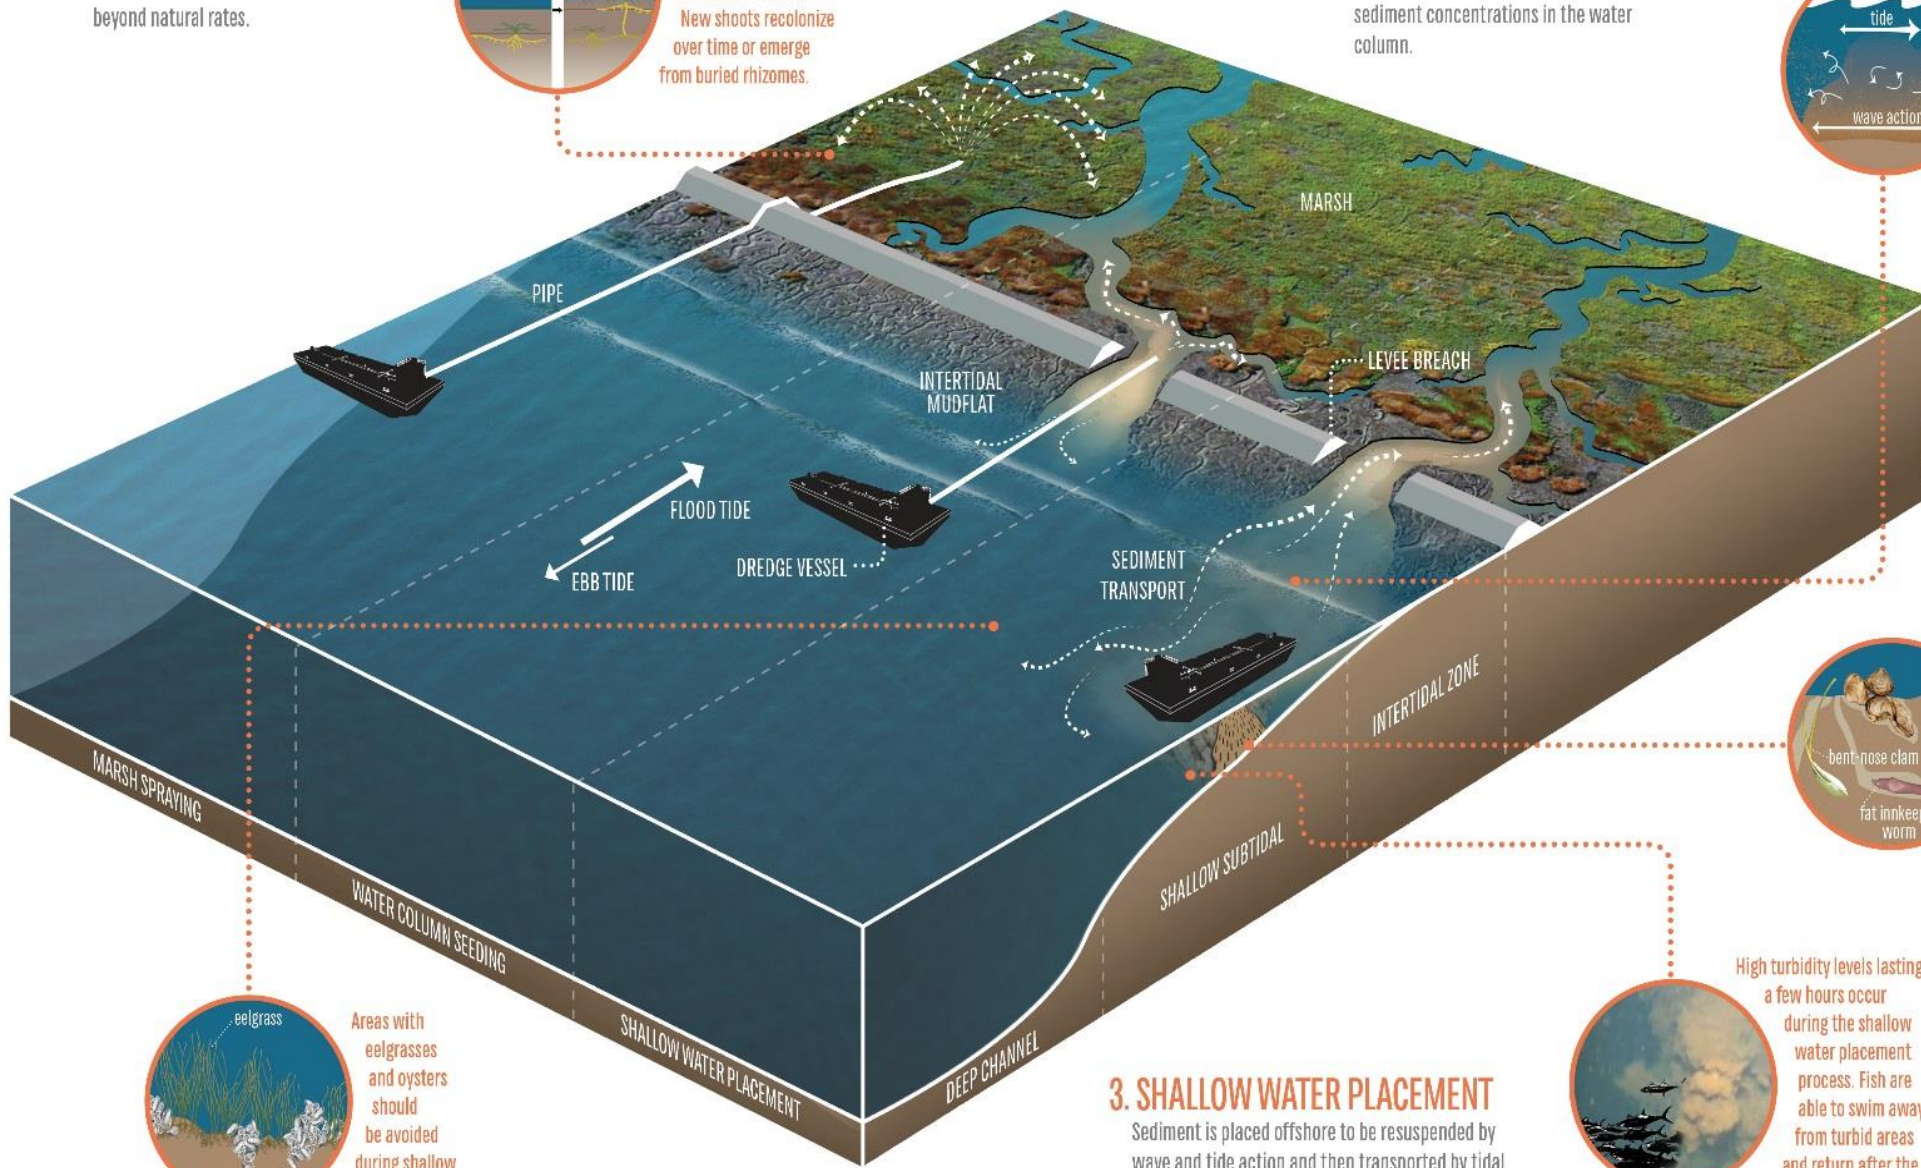 beyond natural rates.
New shoots recolonize
over time or emerge
from buried rhizomes.
sediment concentrations in the water
column.
tide
wave action
MARSH
PIPE
LEVEE BREACH
INTERTIDAL
MUDFLAT
FLOOD TIDE
EBB TIDE
DREDGE VESSEL
SEDIMENT
TRANSPORT
INTERTIDAL ZONE
SHALLOW SUBTIDAL
DEEP CHANNEL
MARSH SPRAYING
WATER COLUMN SEEDING
SHALLOW WATER PLACEMENT
bent-nose clam
fat innkeep
worm
eelgrass
Areas with
eelgrasses
and oysters
should
be avoided
during shallow
3. SHALLOW WATER PLACEMENT
Sediment is placed offshore to be resuspended by
wave and tide action and then transported by tidal
High turbidity levels lasting
a few hours occur
during the shallow
water placement
process. Fish are
able to swim away
from turbid areas
and return after the